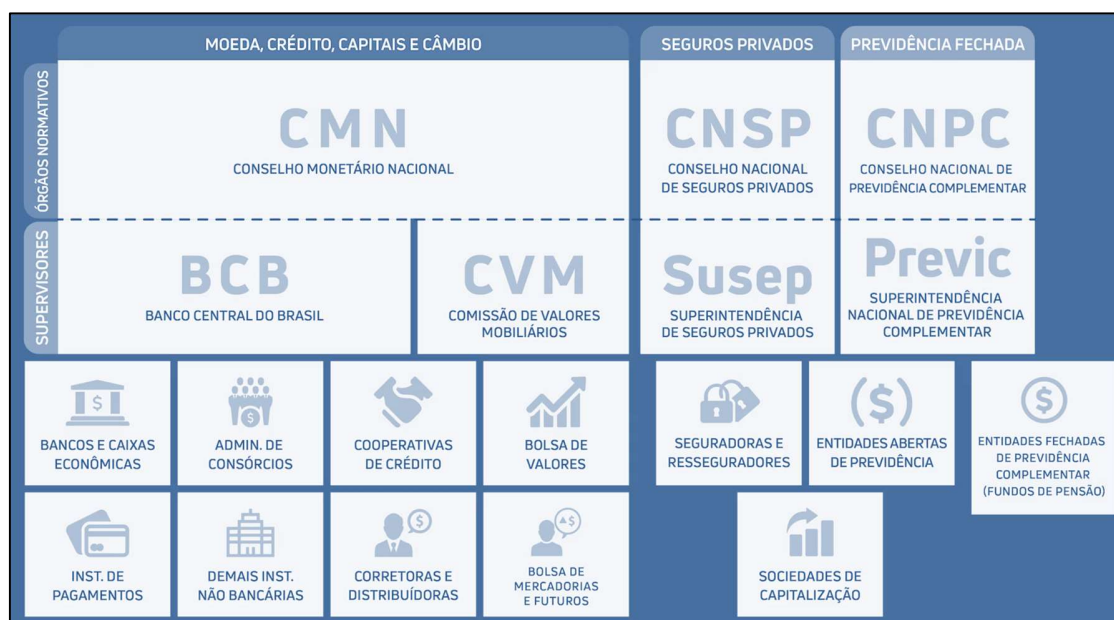 MOEDA, CRÉDITO, CAPITAIS E CÂMBIO
SEGUROS PRIVADOS
PREVIDÊNCIA FECHADA
ÓRGÃOS NORMATIVOS
CMN
CONSELHO MONETÁRIO NACIONAL
CNSP
CONSELHO NACIONAL
DE SEGUROS PRIVADOS
CNPC
CONSELHO NACIONAL DE
PREVIDÊNCIA COMPLEMENTAR
SUPERVISORES
BCB
BANCO CENTRAL DO BRASIL
CVM
COMISSÃO DE VALORES
MOBILIÁRIOS
Susep
SUPERINTENDÊNCIA
DE SEGUROS PRIVADOS
Previc
SUPERINTENDÊNCIA
NACIONAL DE PREVIDÊNCIA
COMPLEMENTAR
$
BANCOS E CAIXAS
ECONÔMICAS
$
ADMIN. DE
CONSÓRCIOS
COOPERATIVAS
DE CRÉDITO
BOLSA DE
VALORES
SEGURADORAS E
RESSEGURADORES
($)
ENTIDADES ABERTAS
DE PREVIDÊNCIA
$
ENTIDADES FECHADAS
DE PREVIDÊNCIA
COMPLEMENTAR
(FUNDOS DE PENSÃO)
INST. DE
PAGAMENTOS
DEMAIS INST.
NÃO BANCÁRIAS
$
CORRETORAS E
DISTRIBUÍDORAS
$
BOLSA DE
MERCADORIAS
E FUTUROS
SOCIEDADES DE
CAPITALIZAÇÃO